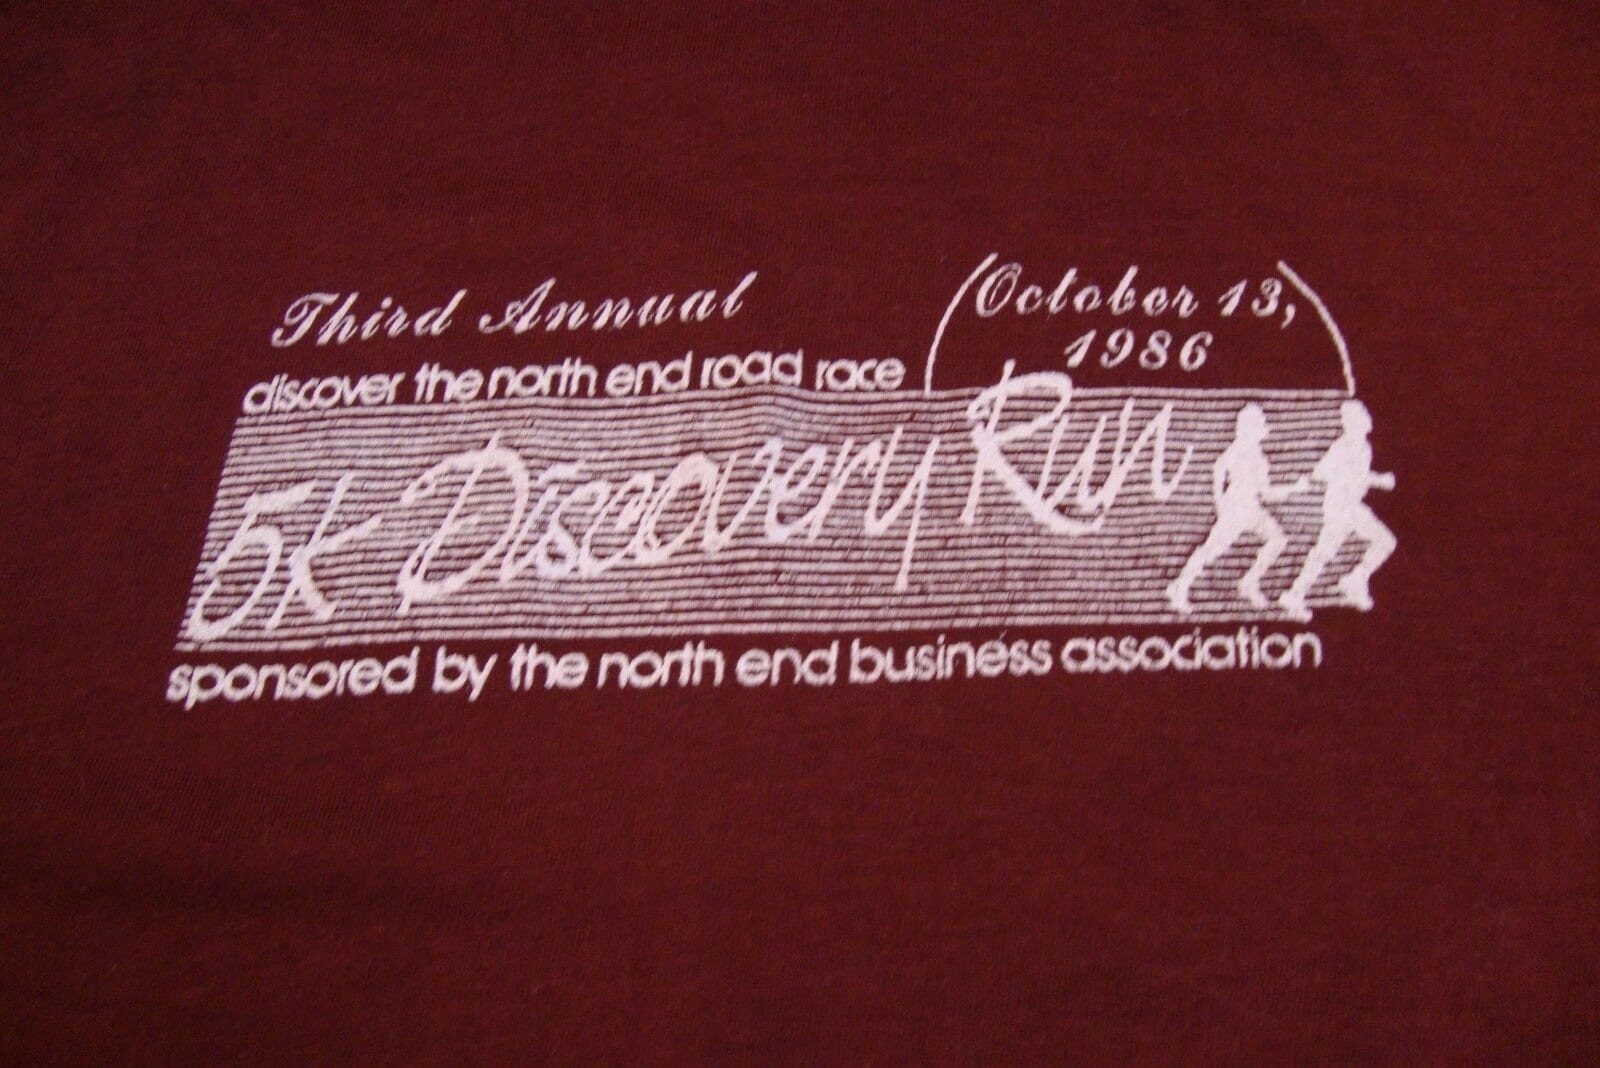 Third Annual
discover the north end road race
October 13,
1986
5K Discovery Run
sponsored by the north end business association